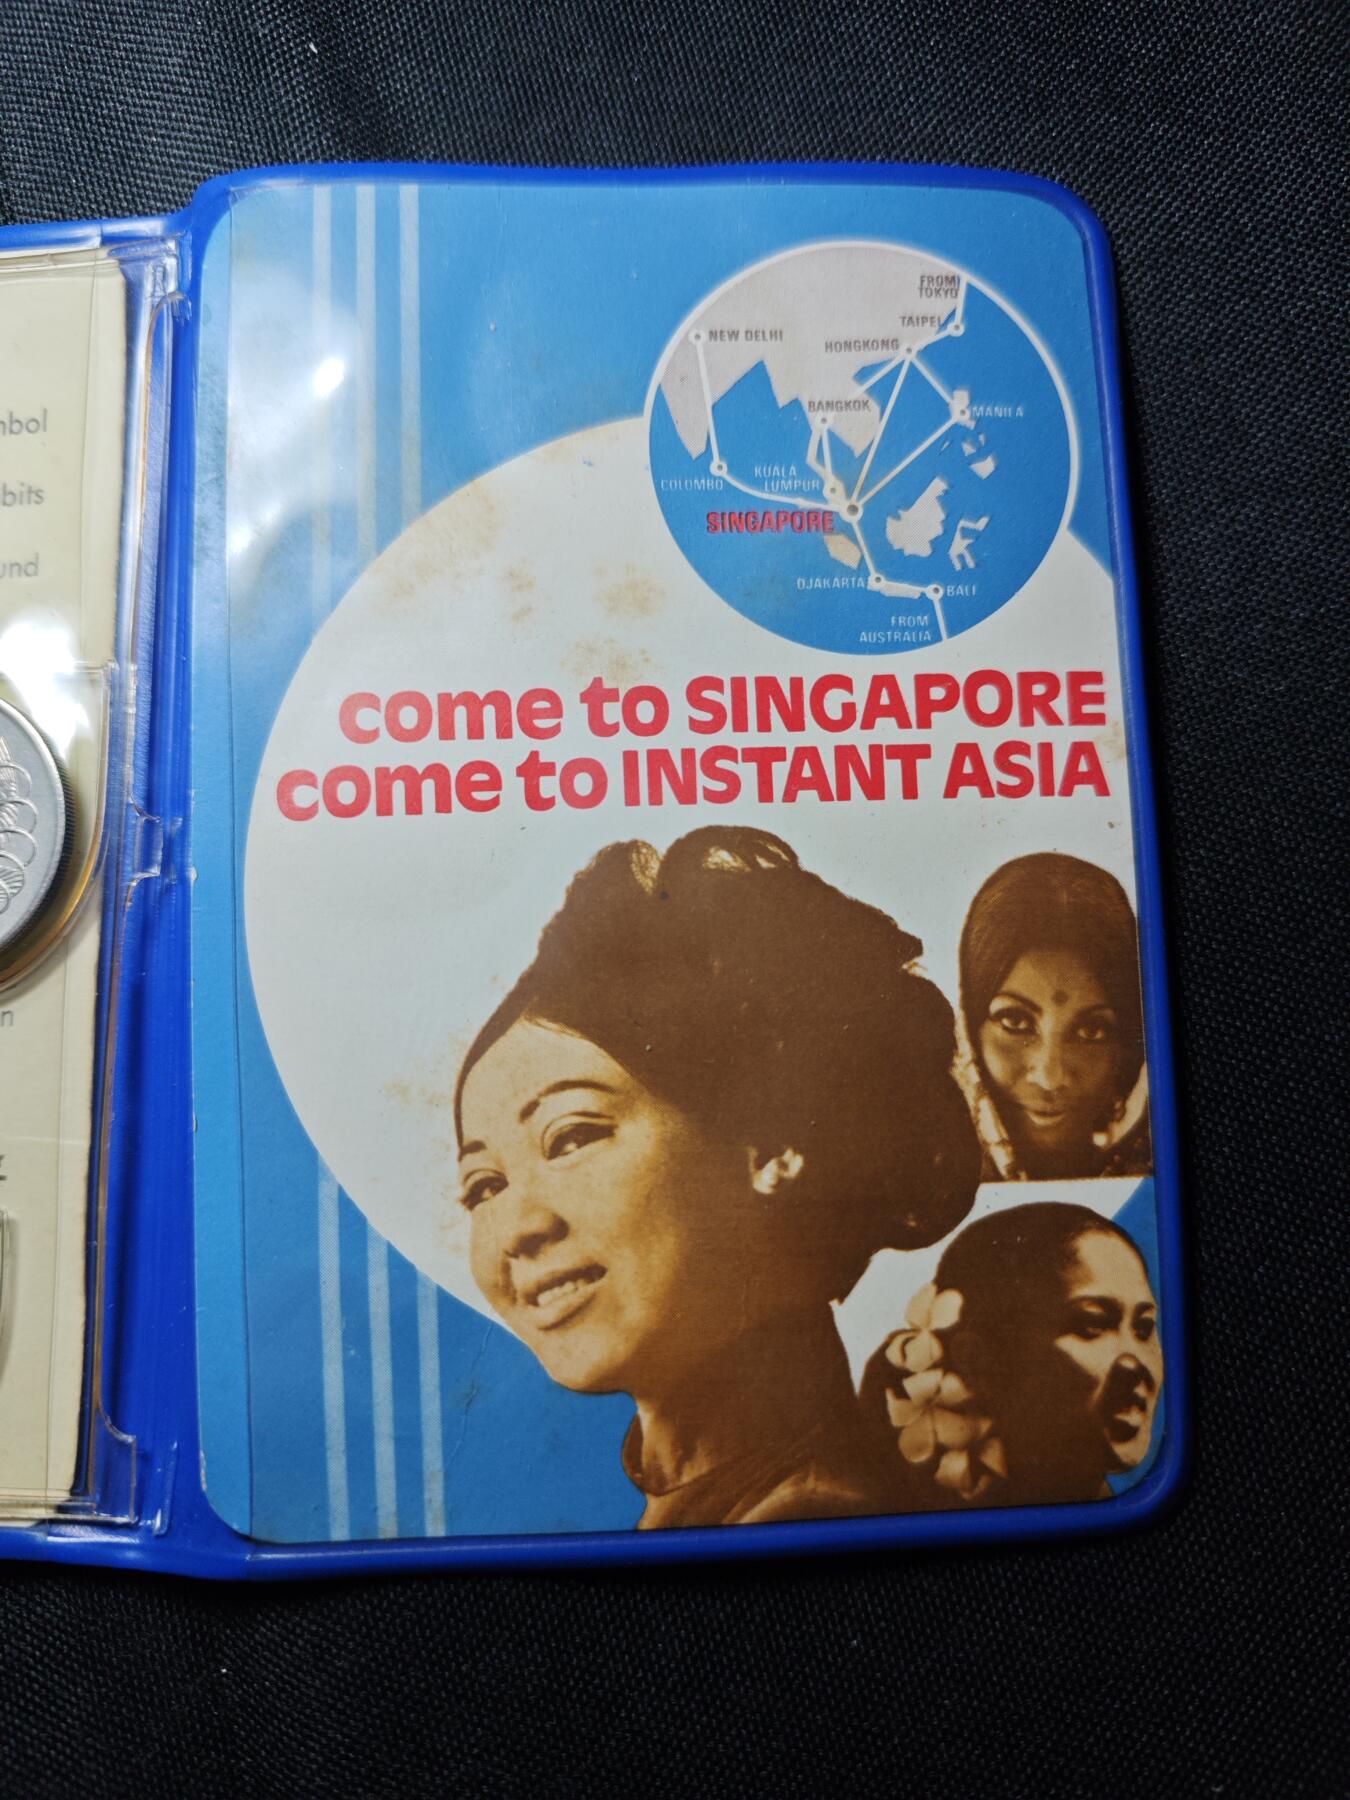 mbol
bits
und
n
FROM
TOKYO
TAIPEI
NEW DELHI
HONGKONG
BANGKOK
MANILA
KUALA
LUMPUR
COLOMBO
SINGAPORE
DJAKARTA
BALI
FROM
AUSTRALIA
come to SINGAPORE
come to INSTANT ASIA